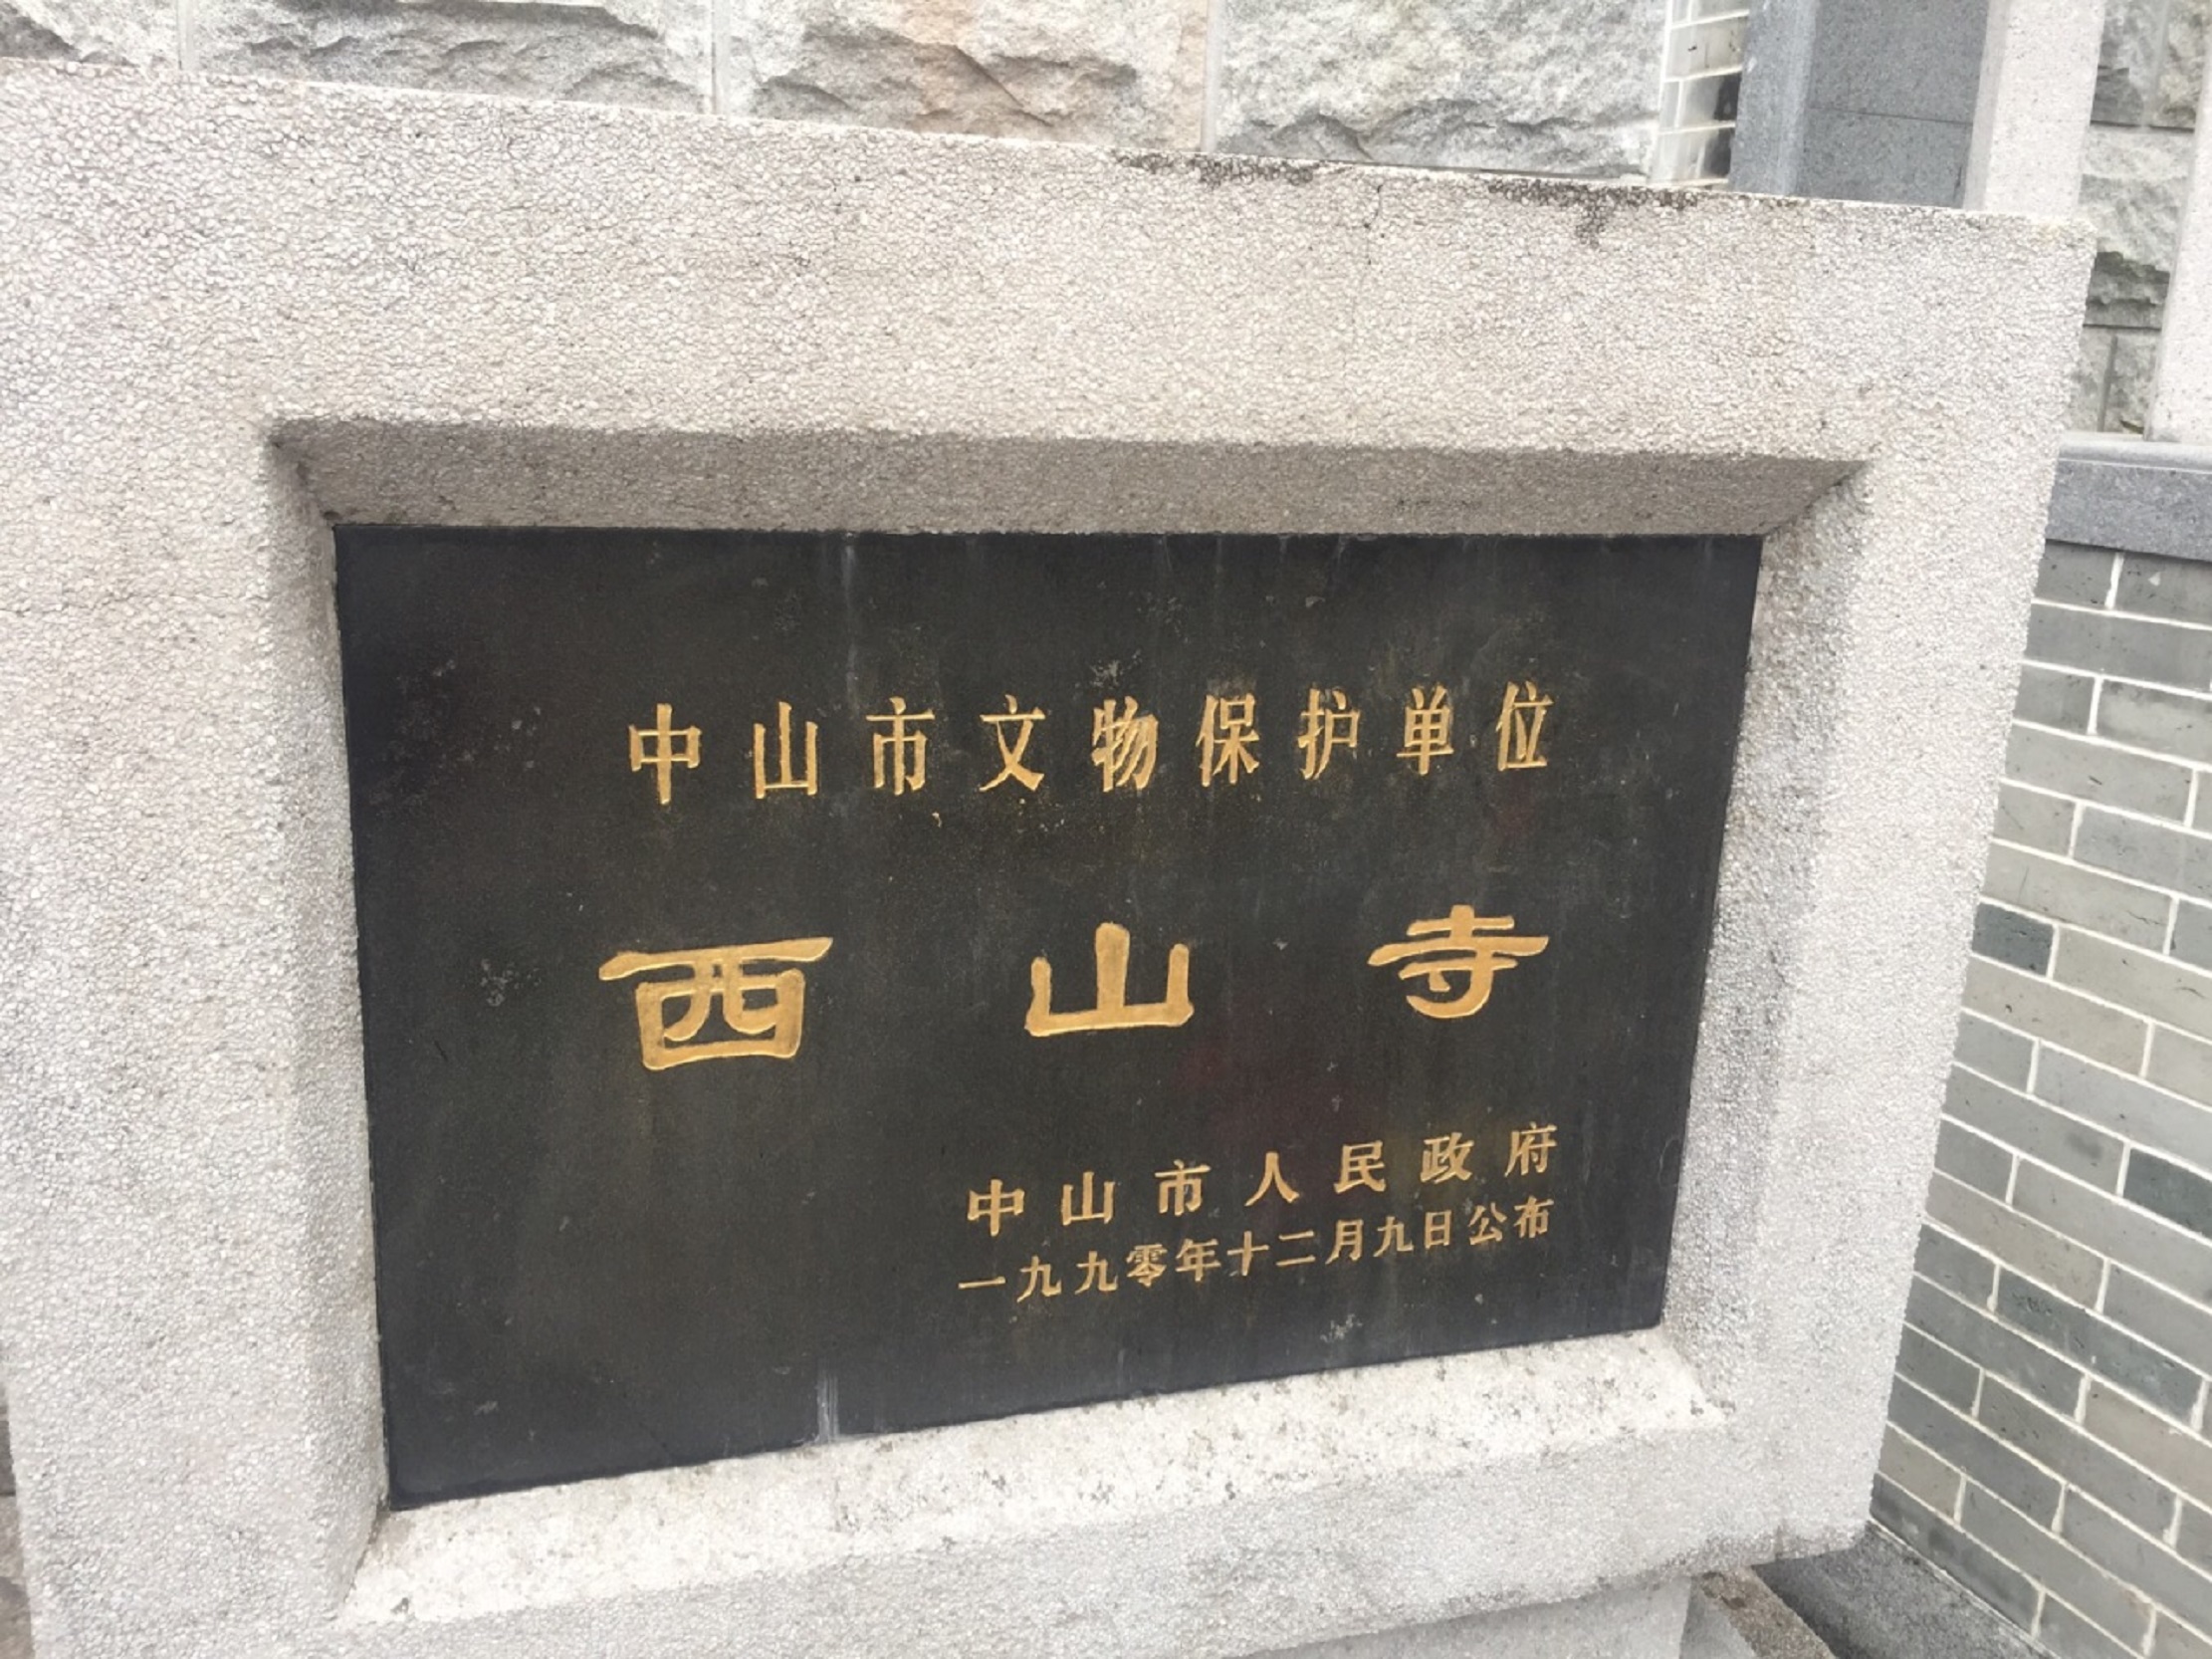 中山市文物保护单位
西山寺
中山市人民政府
一九九零年十二月九日公布